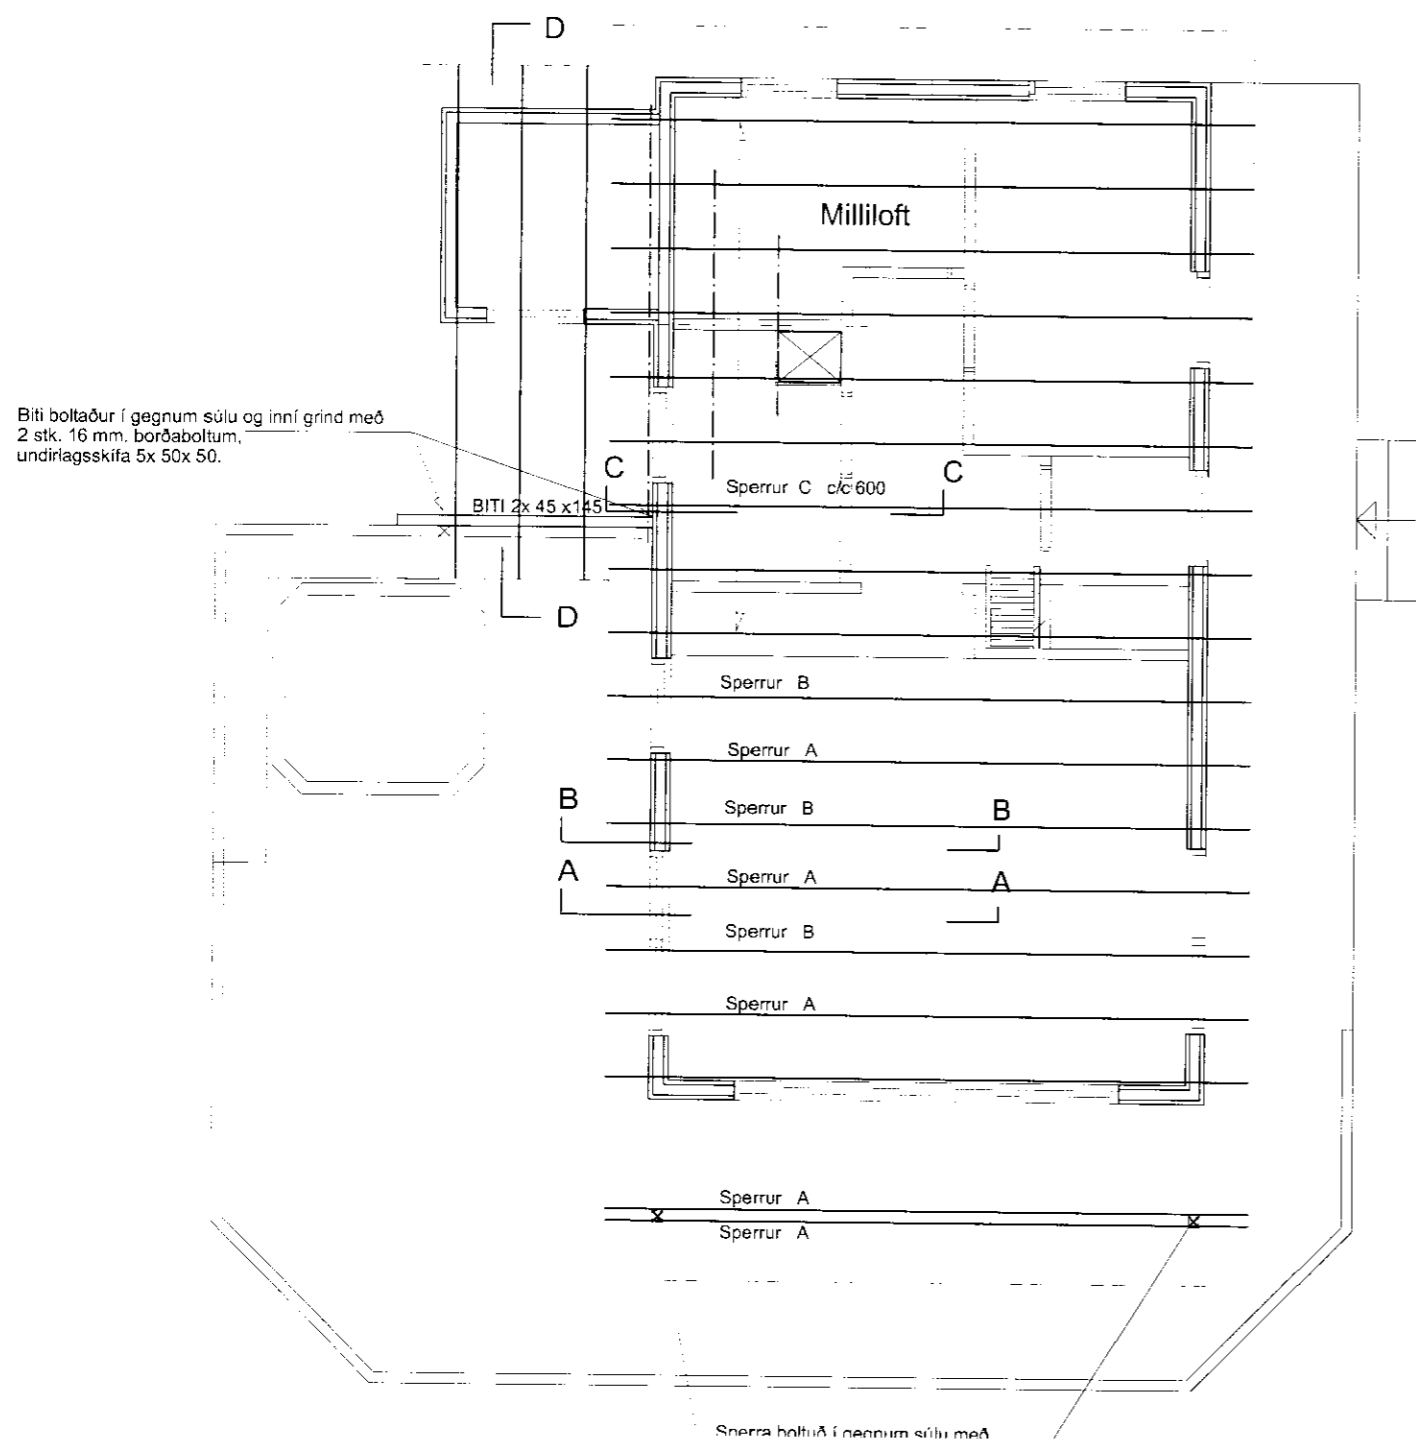 D
Milliloft
Biti boltaður í gegnum súlu og inní grind með
2 stk. 16 mm. borðaboltum,
undirlagsskífa 5x 50x 50.
C
C
Sperrur C c/c 600
BITI 2x 45 x145
D
Sperrur B
Sperrur A
B
Sperrur B
B
A
Sperrur A
A
Sperrur B
Sperrur A
Sperrur A
Sperrur A
Sperra boltuð í gegnum súlu með